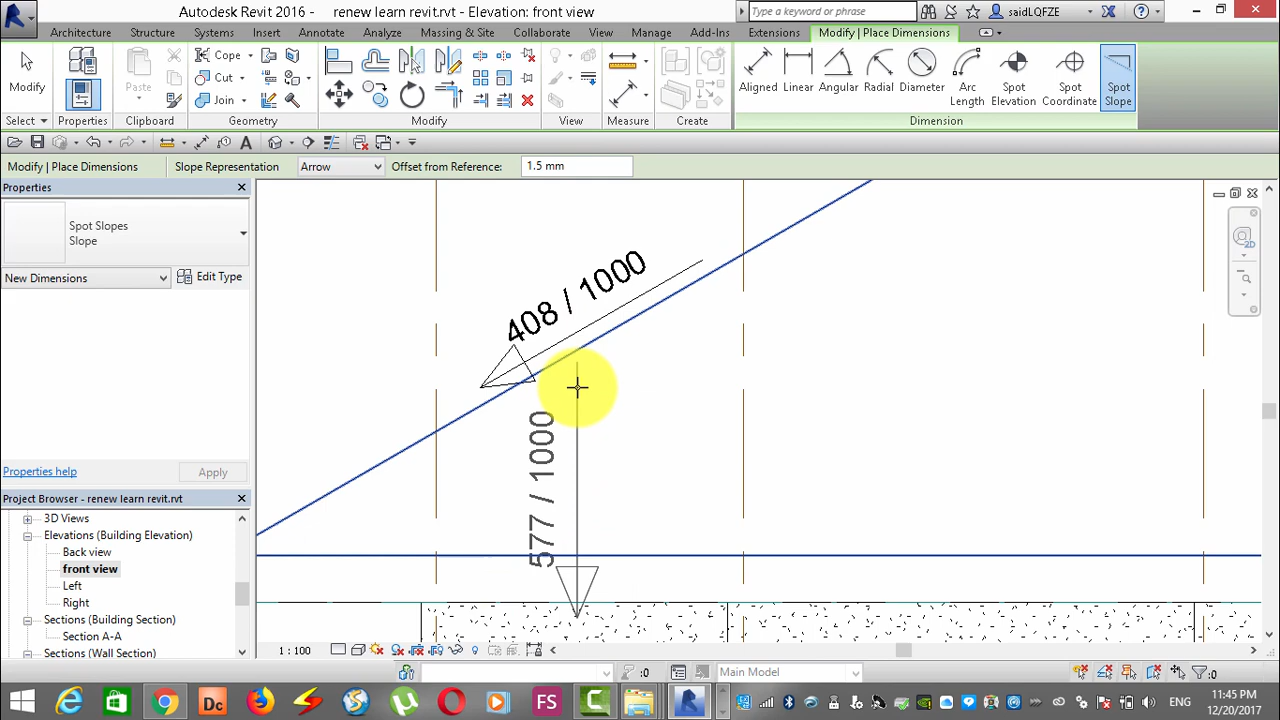 Autodesk Revit 2016 -     renew learn revit.rvt - Elevation: front view
Type a keyword or phrase
saidLQFZE
Architecture Structure Systems Insert Annotate Analyze Massing & Site Collaborate View Manage Add-Ins Extensions Modify | Place Dimensions
Modify
Paste
Cope
Cut
Join
Aligned Linear Angular Radial Diameter Arc Length Spot Elevation Spot Coordinate Spot Slope
Select Properties Clipboard Geometry Modify View Measure Create Dimension
Modify | Place Dimensions Slope Representation Arrow Offset from Reference: 1.5 mm
Properties
Spot Slopes
Slope
New Dimensions Edit Type
Properties help Apply
Project Browser - renew learn revit.rvt
3D Views
Elevations (Building Elevation)
Back view
front view
Left
Right
Sections (Building Section)
Section A-A
Sections (Wall Section)
408 / 1000
577 / 1000
2D
1 : 100
:0
Main Model
:0
Dc
FS
ENG
11:45 PM
12/20/2017